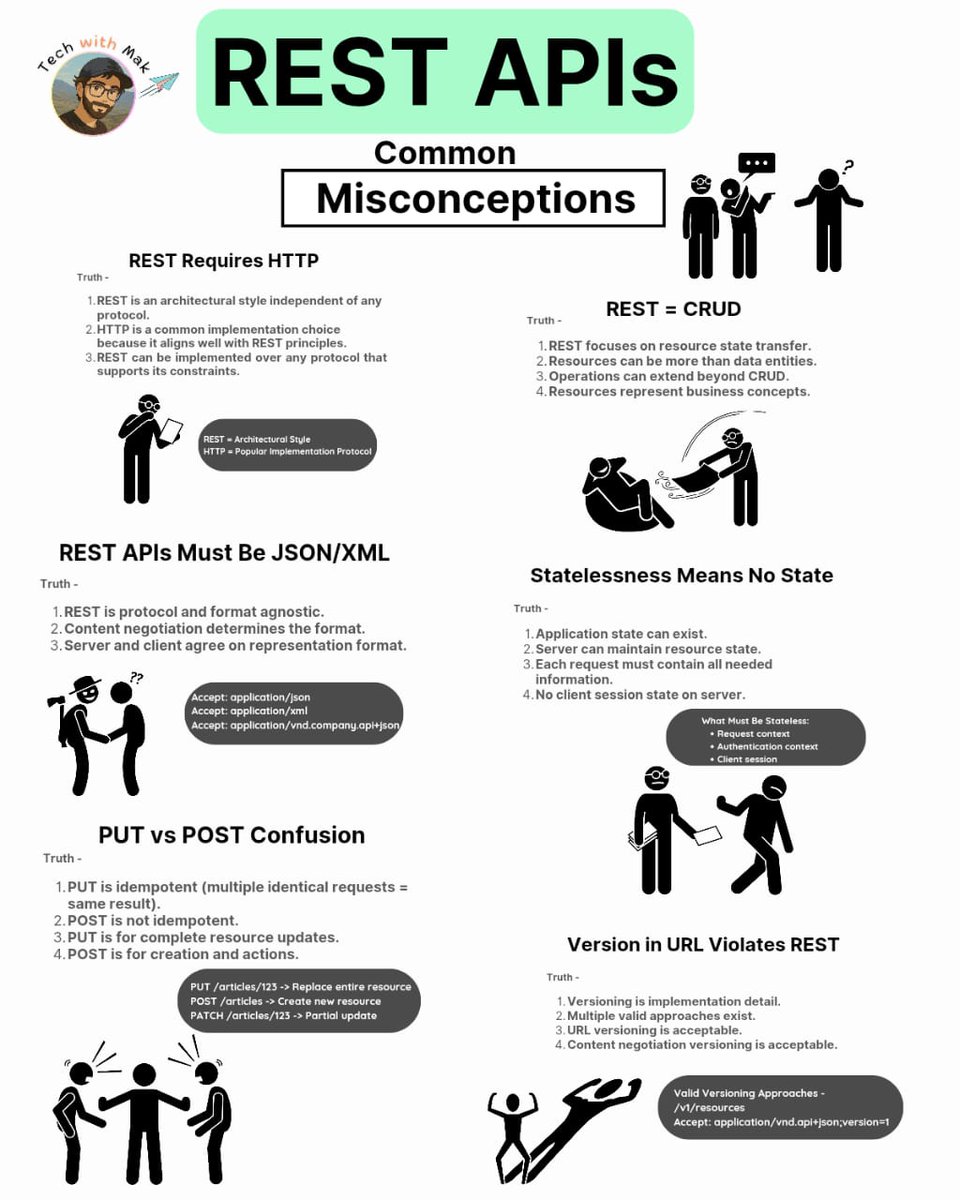 Tech with Mak
REST APIs
Common
Misconceptions
...
?
REST Requires HTTP
Truth -
1. REST is an architectural style independent of any
protocol.
2. HTTP is a common implementation choice
because it aligns well with REST principles.
3. REST can be implemented over any protocol that
supports its constraints.
REST = Architectural Style
HTTP = Popular Implementation Protocol
REST = CRUD
Truth -
1. REST focuses on resource state transfer.
2. Resources can be more than data entities.
3. Operations can extend beyond CRUD.
4. Resources represent business concepts.
REST APIs Must Be JSON/XML
Truth -
1. REST is protocol and format agnostic.
2. Content negotiation determines the format.
3. Server and client agree on representation format.
??
Accept: application/json
Accept: application/xml
Accept: application/vnd.company.api+json
Statelessness Means No State
Truth -
1. Application state can exist.
2. Server can maintain resource state.
3. Each request must contain all needed
information.
4. No client session state on server.
What Must Be Stateless:
• Request context
• Authentication context
• Client session
PUT vs POST Confusion
Truth -
1. PUT is idempotent (multiple identical requests =
same result).
2. POST is not idempotent.
3. PUT is for complete resource updates.
4. POST is for creation and actions.
PUT /articles/123 -> Replace entire resource
POST /articles -> Create new resource
PATCH /articles/123 -> Partial update
Version in URL Violates REST
Truth -
1. Versioning is implementation detail.
2. Multiple valid approaches exist.
3. URL versioning is acceptable.
4. Content negotiation versioning is acceptable.
Valid Versioning Approaches -
/v1/resources
Accept: application/vnd.api+json;version=1